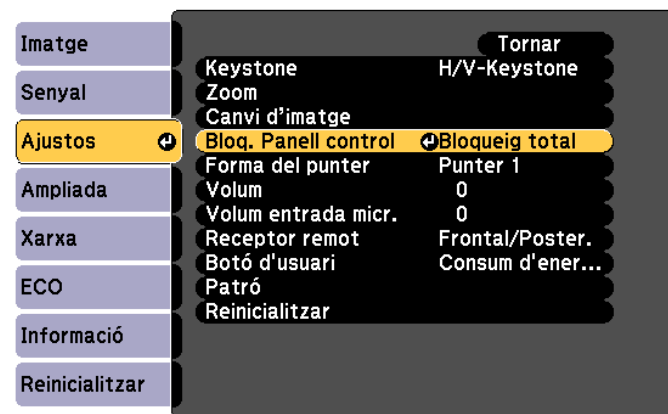 Imatge
Senyal
Ajustos
Ampliada
Xarxa
ECO
Informació
Reinicialitzar
Tornar
Keystone H/V-Keystone
Zoom
Canvi d'imatge
Bloq. Panell control Bloqueig total
Forma del punter Punter 1
Volum 0
Volum entrada micr. 0
Receptor remot Frontal/Poster.
Botó d'usuari Consum d'ener...
Patró
Reinicialitzar